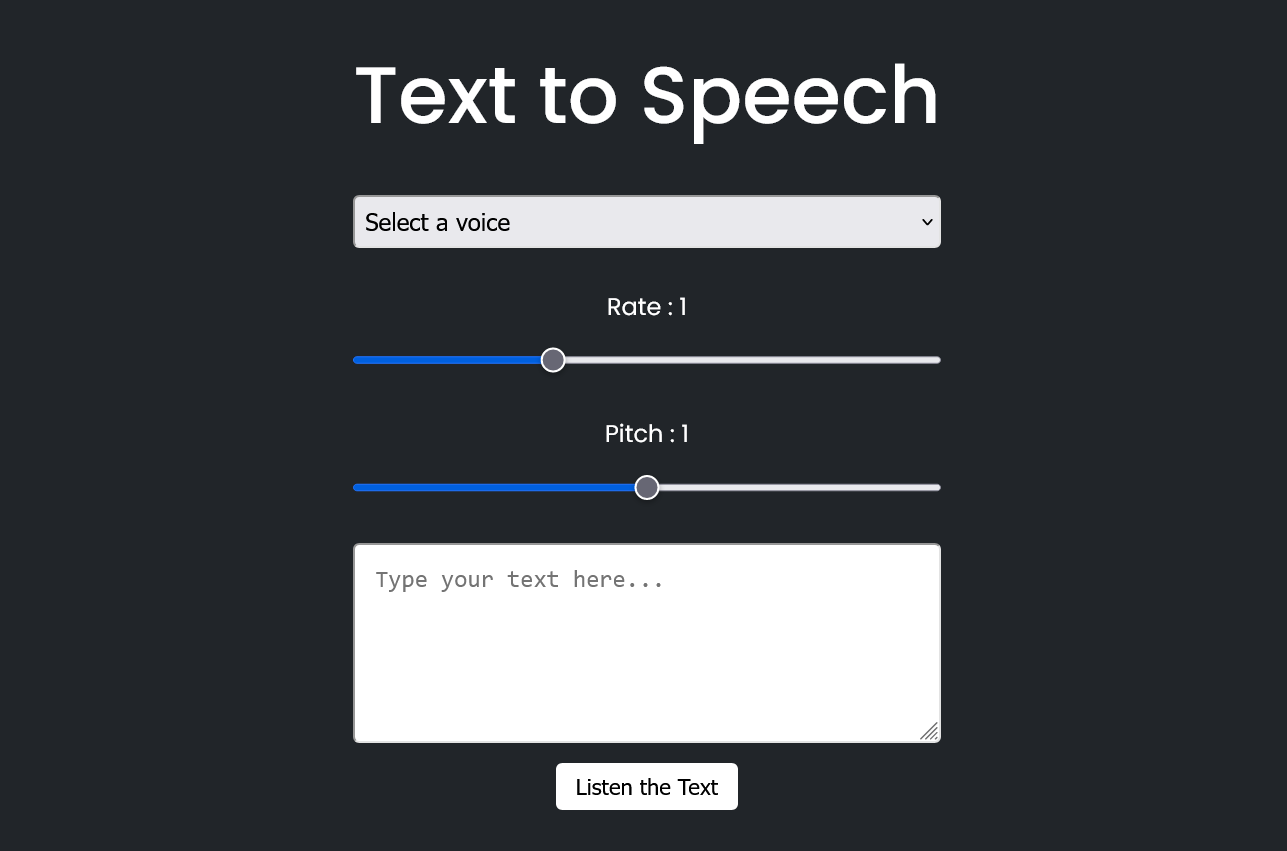 Text to Speech
Select a voice
Rate : 1
Pitch : 1
Type your text here...
Listen the Text